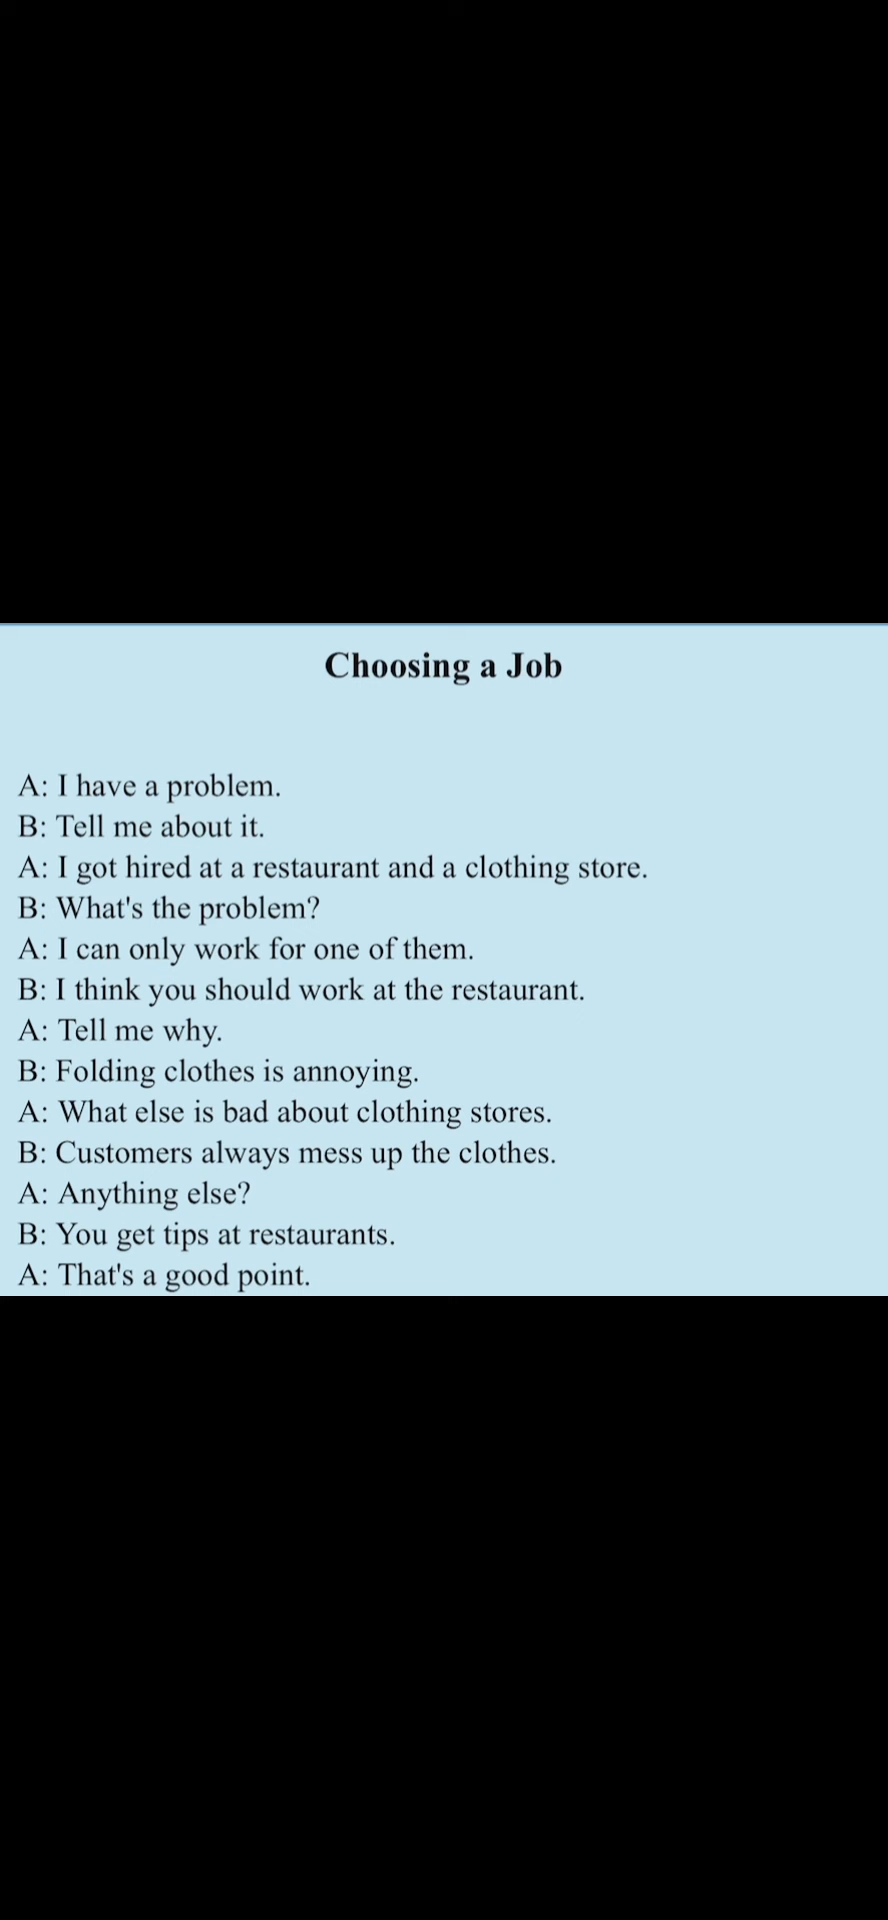 Choosing a Job
A: I have a problem.
B: Tell me about it.
A: I got hired at a restaurant and a clothing store.
B: What's the problem?
A: I can only work for one of them.
B: I think you should work at the restaurant.
A: Tell me why.
B: Folding clothes is annoying.
A: What else is bad about clothing stores.
B: Customers always mess up the clothes.
A: Anything else?
B: You get tips at restaurants.
A: That's a good point.